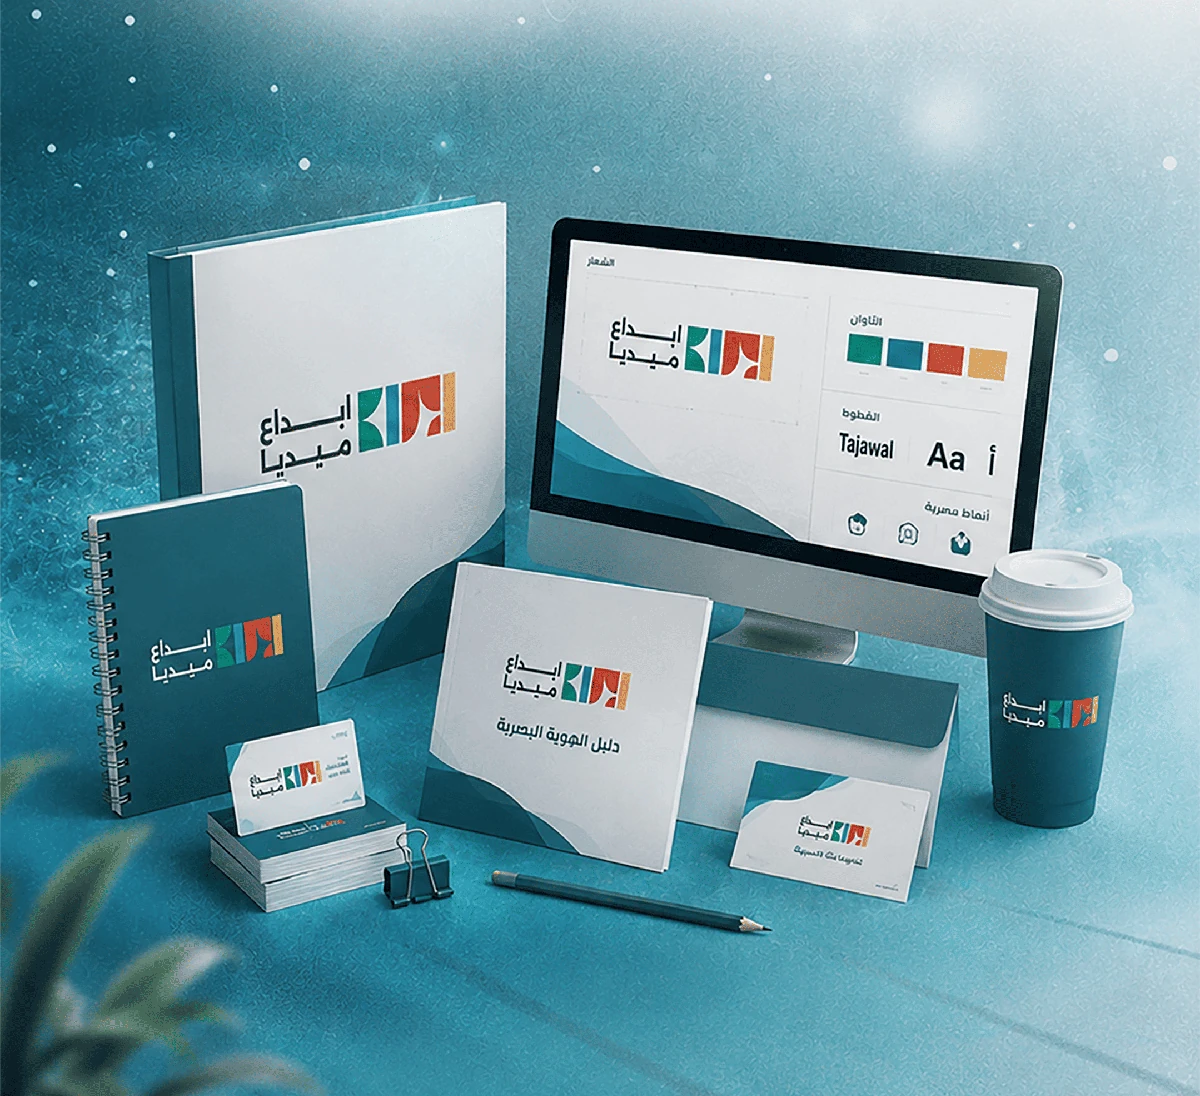 ابداع
ميديا
الشعار
ابداع
ميديا
الألوان
الخطوط
Tajawal
Aa
أ
أنماط مصرية
ابداع
ميديا
ابداع
ميديا
دليل الهوية البصرية
ابداع
ميديا
ابداع
ميديا
ابداع
ميديا